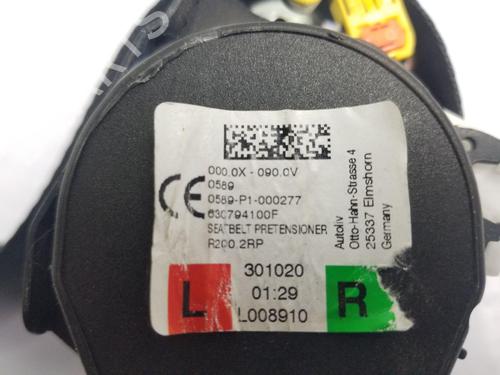 000.0X - 090.0V
0589
0589-P1-000277
630794100F
SEATBELT PRETENSIONER
R200.2RP
CE
Autoliv
Otto-Hahn-Strasse 4
25337 Elmshorn
Germany
L
301020
01:29
L008910
R